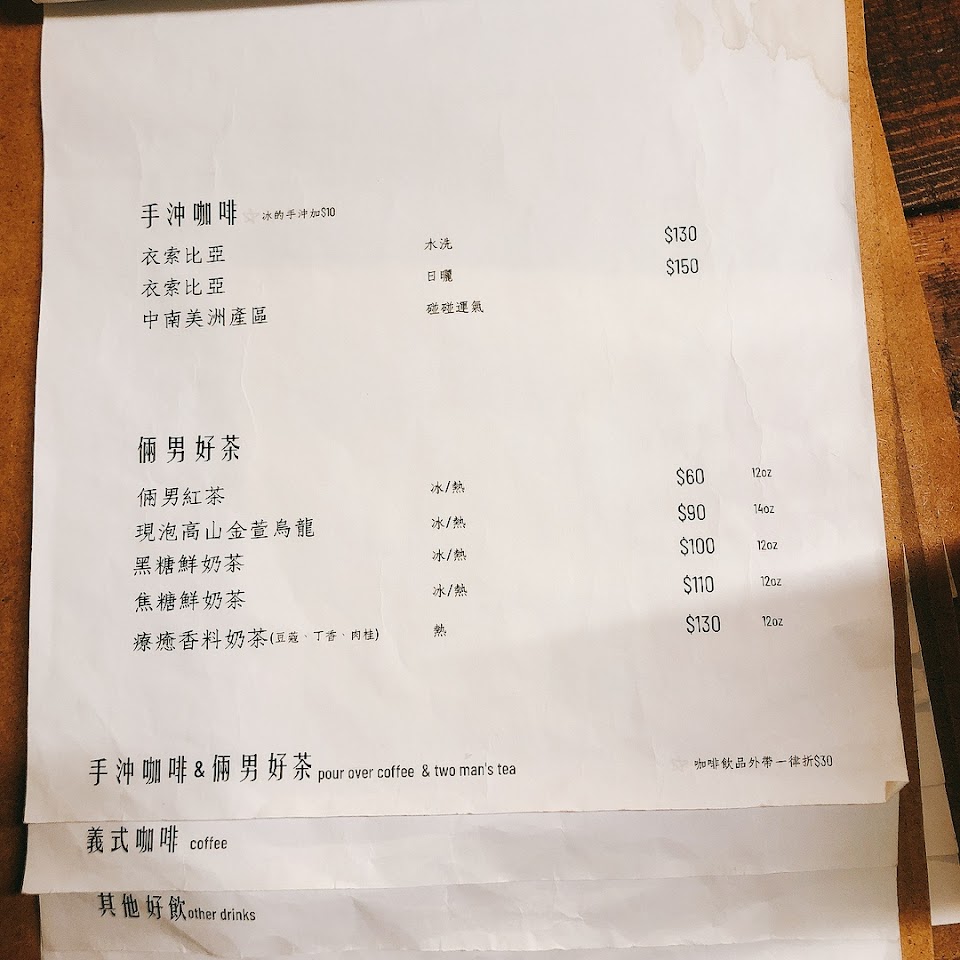 手沖咖啡 ☆冰的手沖加$10
衣索比亞 水洗 $130
衣索比亞 日曬 $150
中南美洲產區 碰碰運氣
倆男好茶
倆男紅茶 冰/熱 $60 12oz
現泡高山金萱烏龍 冰/熱 $90 14oz
黑糖鮮奶茶 冰/熱 $100 12oz
焦糖鮮奶茶 冰/熱 $110 12oz
療癒香料奶茶(豆蔻、丁香、肉桂) 熱 $130 12oz
手沖咖啡&倆男好茶 pour over coffee & two man's tea ☆咖啡飲品外帶一律折$30
義式咖啡 coffee
其他好飲other drinks